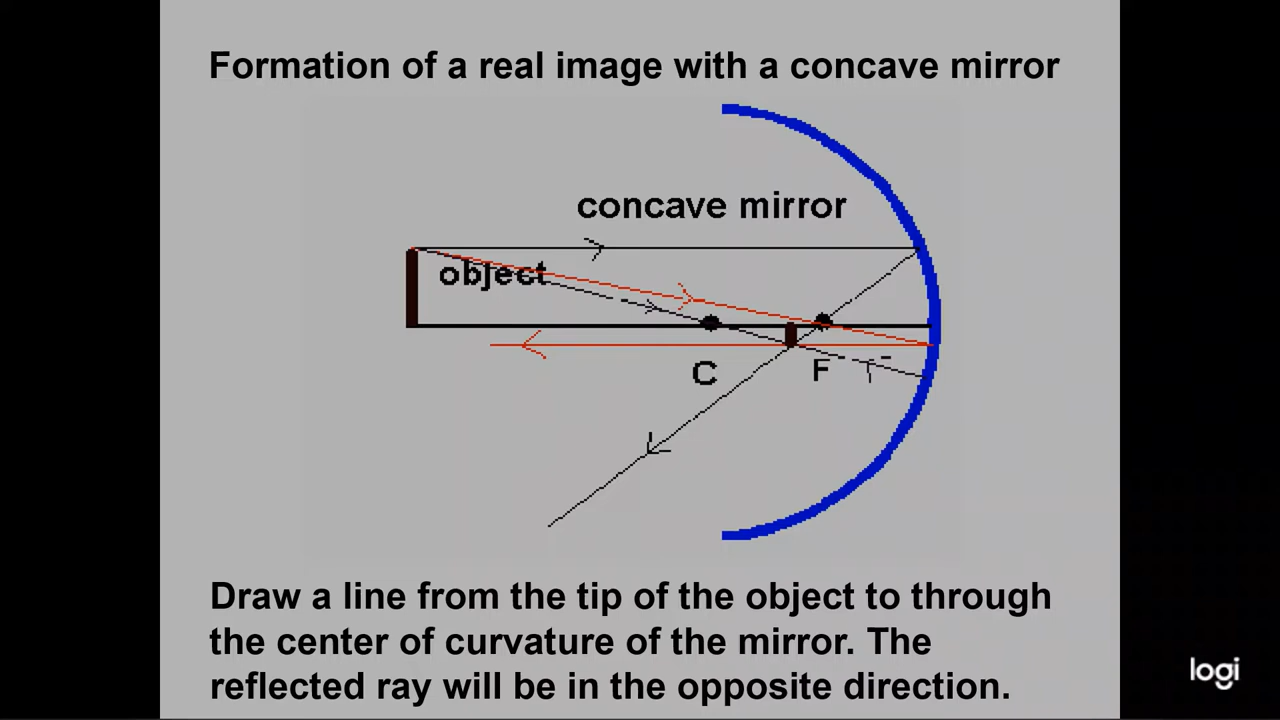 Formation of a real image with a concave mirror
concave mirror
object
C
F
Draw a line from the tip of the object to through
the center of curvature of the mirror. The
reflected ray will be in the opposite direction.
logi